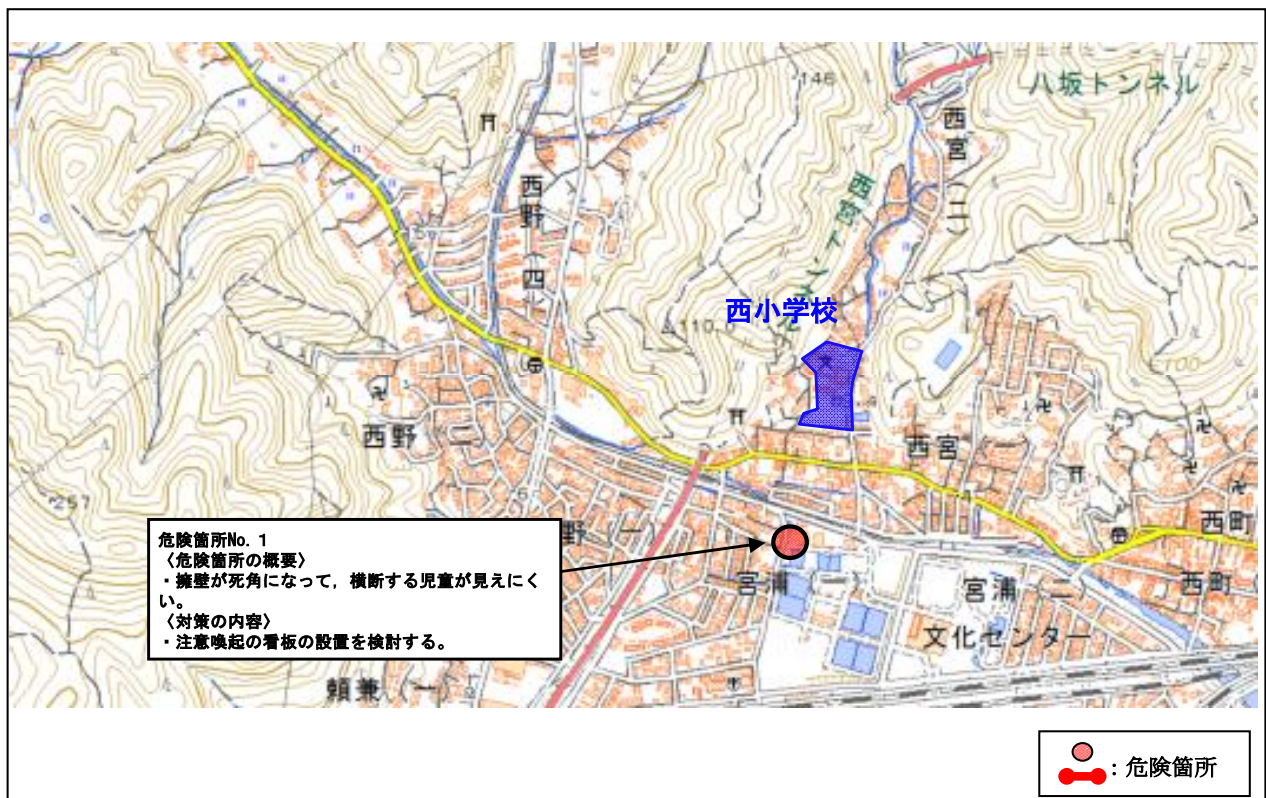 146
八坂トンネル
西宮(二)
西野(四)
西宮トンネル
西小学校
110.
西野
西宮
257
危険箇所No. 1
〈危険箇所の概要〉
・擁壁が死角になって，横断する児童が見えにく
い。
〈対策の内容〉
・注意喚起の看板の設置を検討する。
野(一)
西町
宮浦(一)
宮浦(二)
西町
文化センター
頼兼(一)
：危険箇所